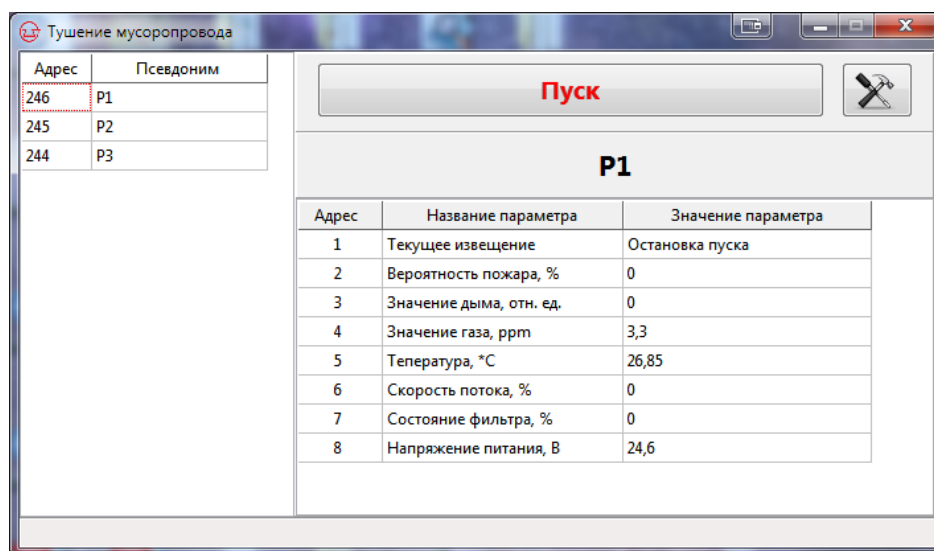 Тушение мусоропровода
Адрес Псевдоним
246 P1
245 P2
244 P3
Пуск
P1
Адрес Название параметра Значение параметра
1 Текущее извещение Остановка пуска
2 Вероятность пожара, % 0
3 Значение дыма, отн. ед. 0
4 Значение газа, ppm 3,3
5 Тепература, *С 26,85
6 Скорость потока, % 0
7 Состояние фильтра, % 0
8 Напряжение питания, В 24,6